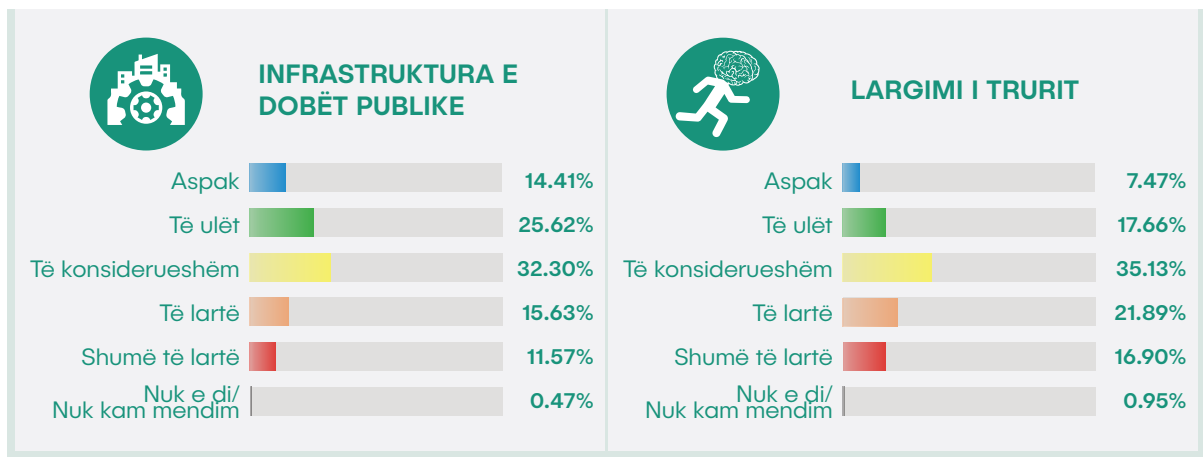 INFRASTRUKTURA E
DOBËT PUBLIKE
Aspak 14.41%
Të ulët 25.62%
Të konsiderueshëm 32.30%
Të lartë 15.63%
Shumë të lartë 11.57%
Nuk e di/
Nuk kam mendim 0.47%
LARGIMI I TRURIT
Aspak 7.47%
Të ulët 17.66%
Të konsiderueshëm 35.13%
Të lartë 21.89%
Shumë të lartë 16.90%
Nuk e di/
Nuk kam mendim 0.95%